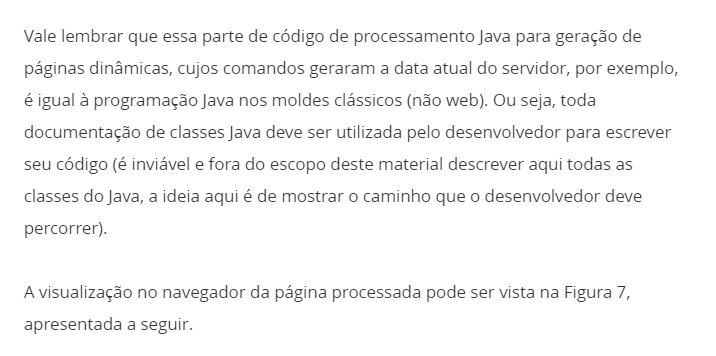 Vale lembrar que essa parte de código de processamento Java para geração de
páginas dinâmicas, cujos comandos geraram a data atual do servidor, por exemplo,
é igual à programação Java nos moldes clássicos (não web). Ou seja, toda
documentação de classes Java deve ser utilizada pelo desenvolvedor para escrever
seu código (é inviável e fora do escopo deste material descrever aqui todas as
classes do Java, a ideia aqui é de mostrar o caminho que o desenvolvedor deve
percorrer).
A visualização no navegador da página processada pode ser vista na Figura 7,
apresentada a seguir.